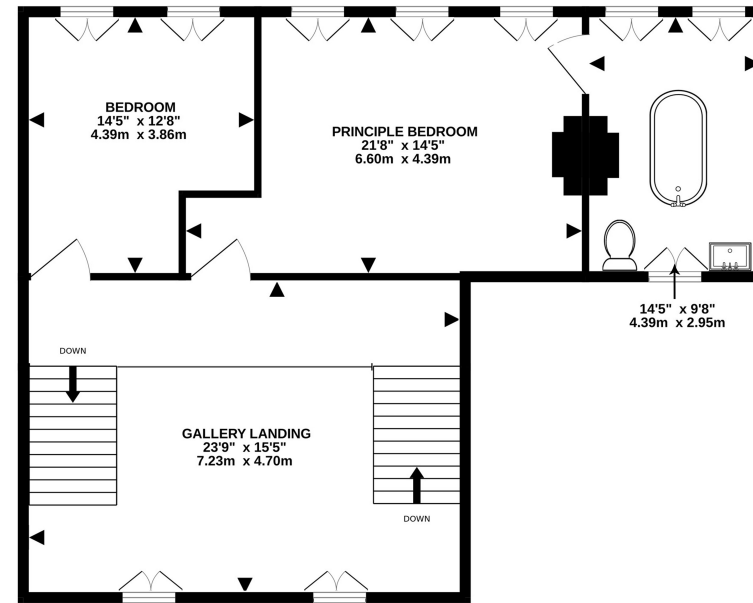 BEDROOM
14'5" x 12'8"
4.39m x 3.86m
PRINCIPLE BEDROOM
21'8" x 14'5"
6.60m x 4.39m
14'5" x 9'8"
4.39m x 2.95m
DOWN
GALLERY LANDING
23'9" x 15'5"
7.23m x 4.70m
DOWN